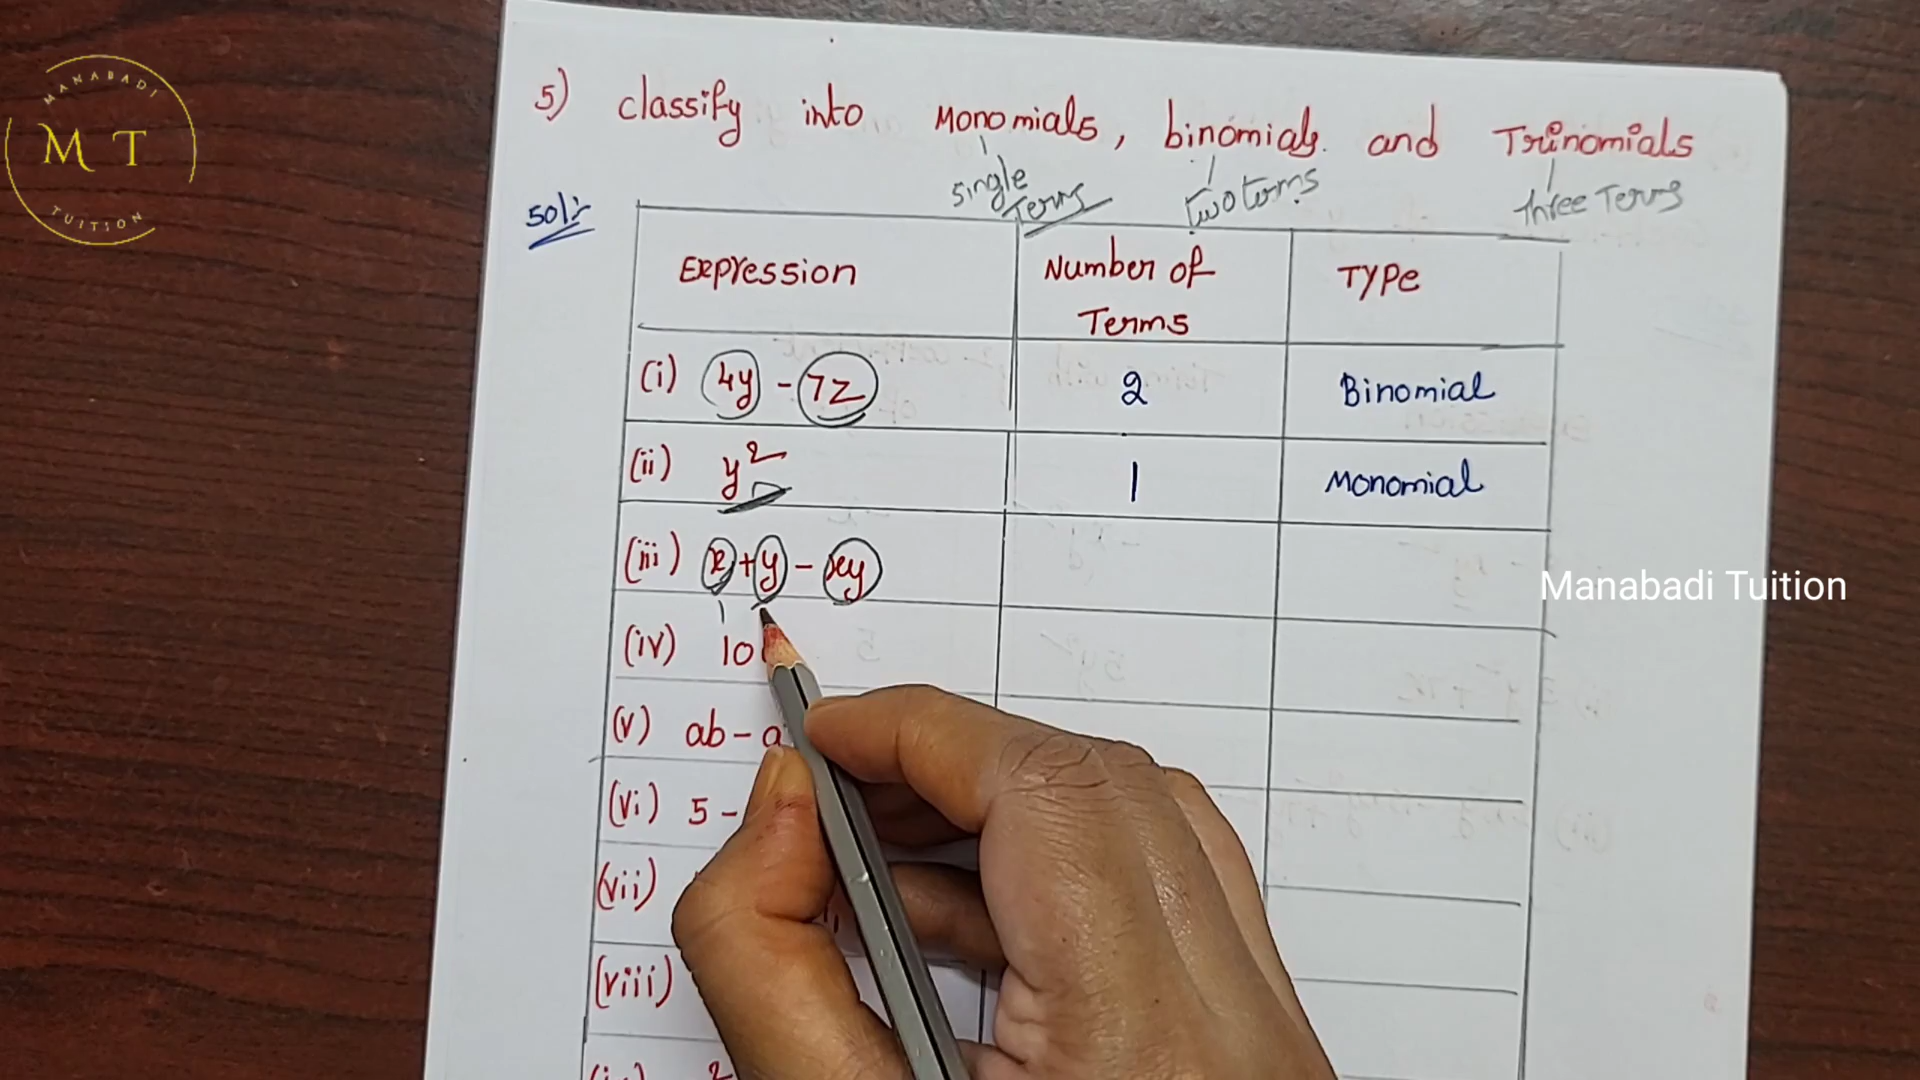 MANABADI
M T
TUITION
5) classify into Monomials, binomials. and Trinomials
single Terms
Two terms
three Terms
Sol:-
Expression
Number of Terms
Type
(i) 4y - 7z
2
Binomial
(ii) y²
1
Monomial
(iii) x + y - xy
Manabadi Tuition
(iv) 10
(v) ab - a
(vi) 5 -
(vii)
(viii)